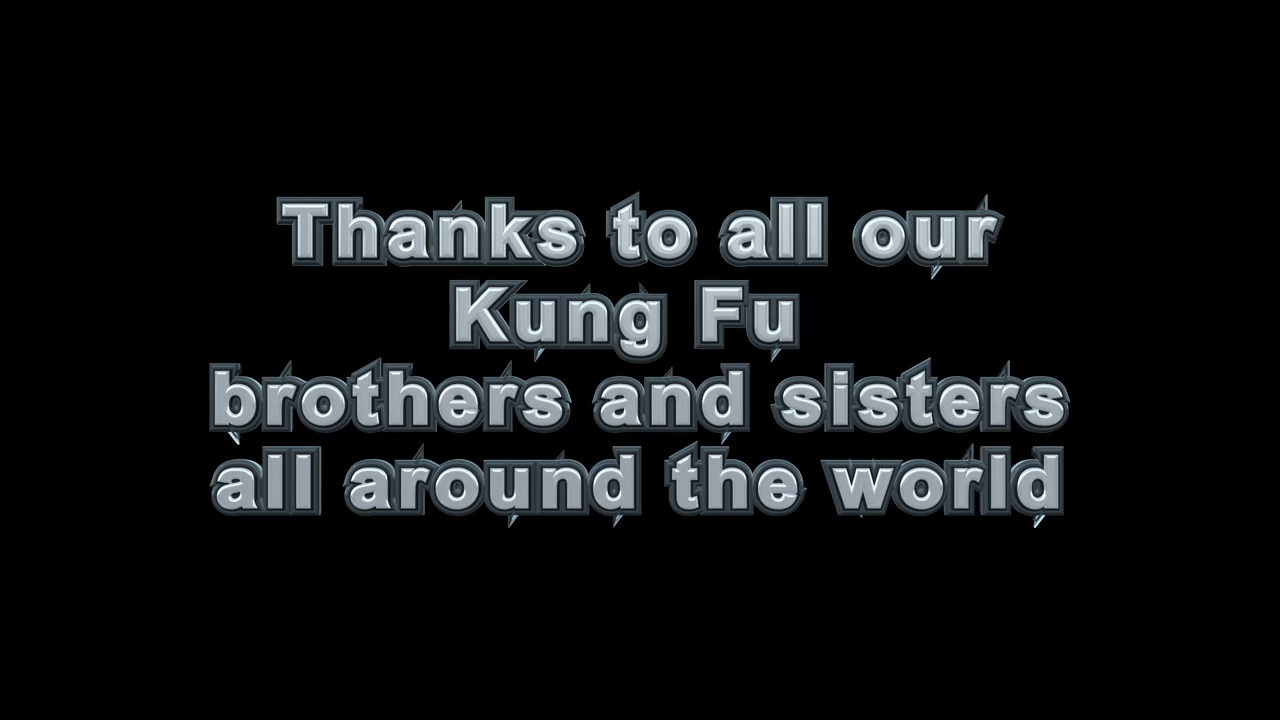 Thanks to all our
Kung Fu
brothers and sisters
all around the world